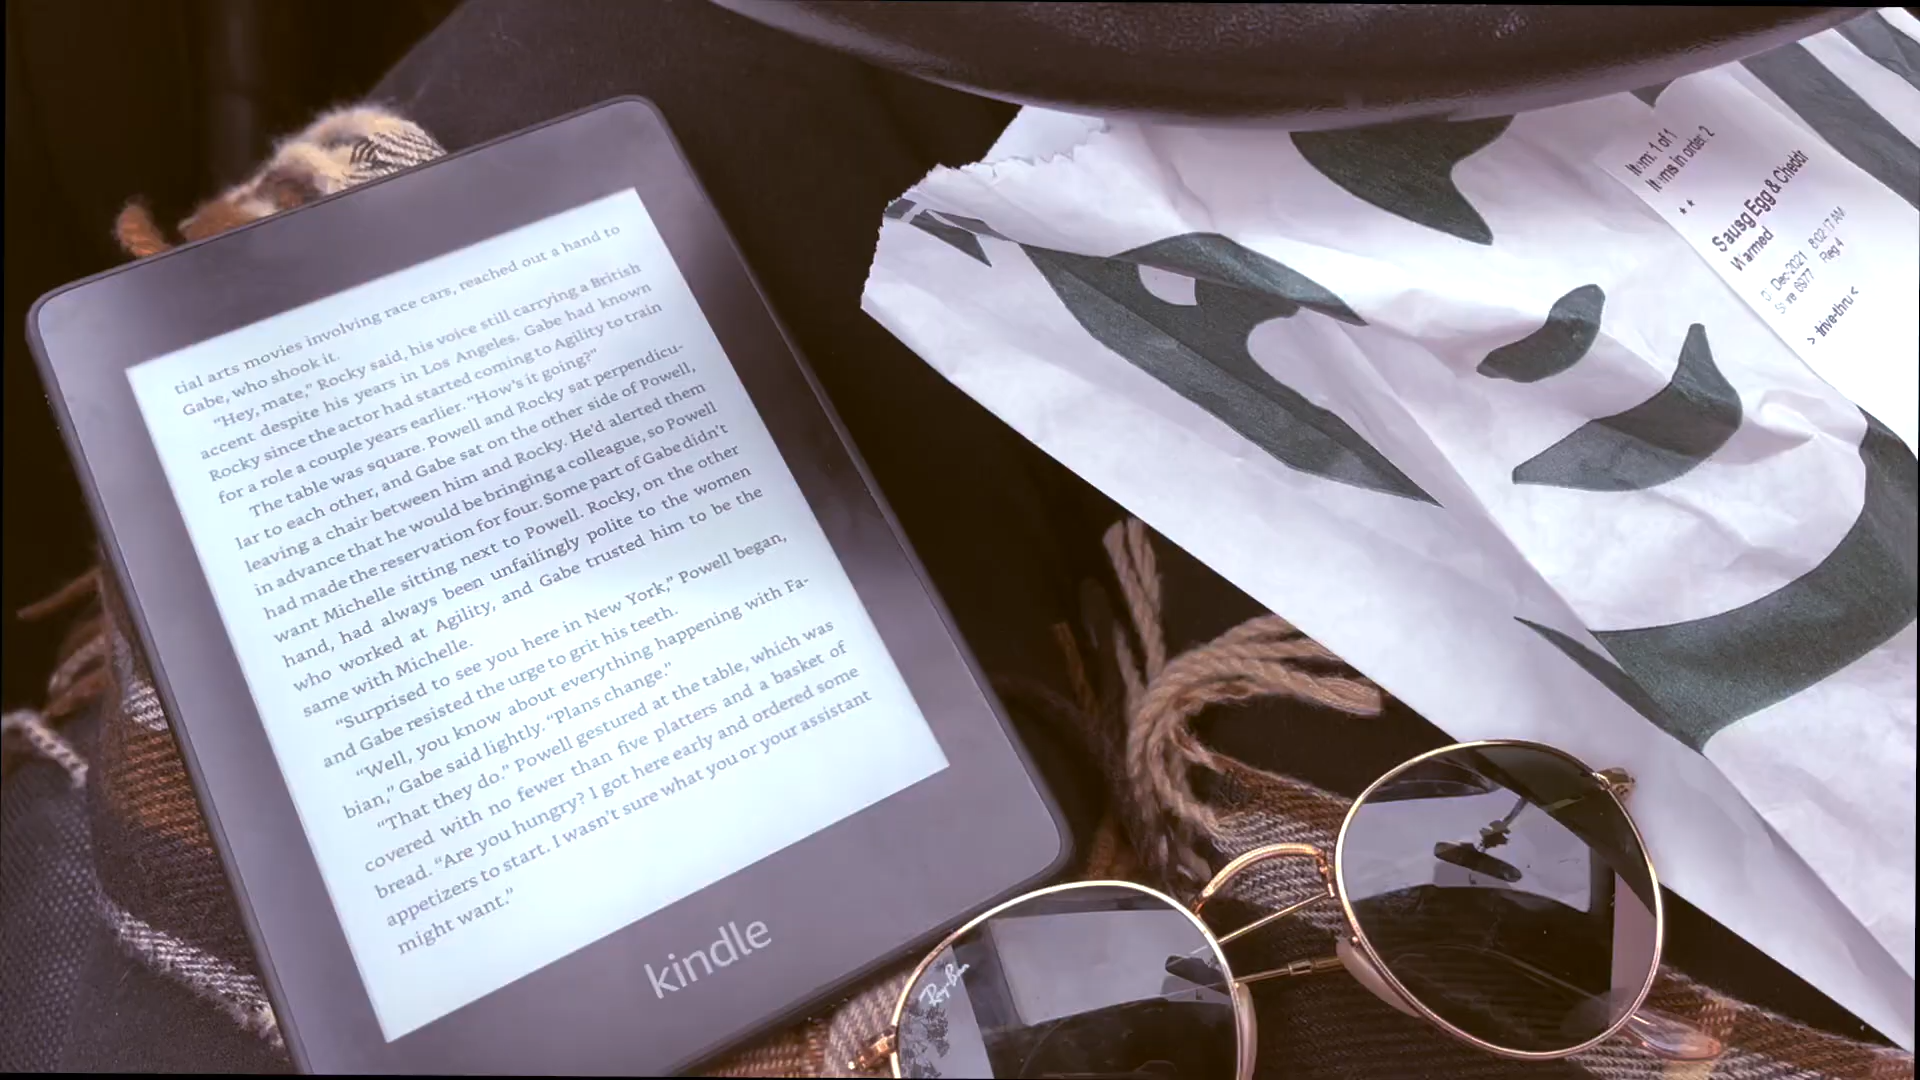 tial arts movies involving race cars, reached out a hand to
Gabe, who shook it.
“Hey, mate,” Rocky said, his voice still carrying a British
accent despite his years in Los Angeles. Gabe had known
Rocky since the actor had started coming to Agility to train
for a role a couple years earlier. “How's it going?”
The table was square. Powell and Rocky sat perpendicu-
lar to each other, and Gabe sat on the other side of Powell,
leaving a chair between him and Rocky. He'd alerted them
in advance that he would be bringing a colleague, so Powell
had made the reservation for four. Some part of Gabe didn't
want Michelle sitting next to Powell. Rocky, on the other
hand, had always been unfailingly polite to the women
who worked at Agility, and Gabe trusted him to be the
same with Michelle.
“Surprised to see you here in New York,” Powell began,
and Gabe resisted the urge to grit his teeth.
“Well, you know about everything happening with Fa-
bian,” Gabe said lightly. “Plans change.”
“That they do.” Powell gestured at the table, which was
covered with no fewer than five platters and a basket of
bread. “Are you hungry? I got here early and ordered some
appetizers to start. I wasn't sure what you or your assistant
might want.”
kindle
Ray-Ban
Item: 1 of 1
Items in order: 2
**
Sausg Egg & Cheddr
Warmed
Dec-2021 8:02:17 AM
6977 Reg 4
drive-thru <